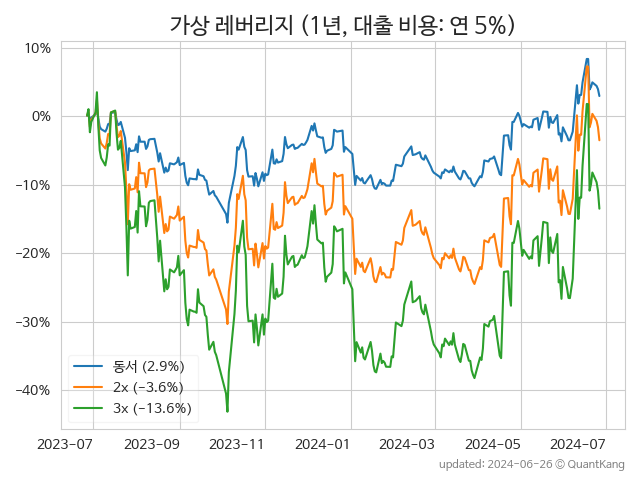 가상 레버리지 (1년, 대출 비용: 연 5%)
10%
0%
−10%
−20%
−30%
−40%
동서 (2.9%)
2x (−3.6%)
3x (−13.6%)
2023-07 2023-09 2023-11 2024-01 2024-03 2024-05 2024-07
updated: 2024-06-26 © QuantKang